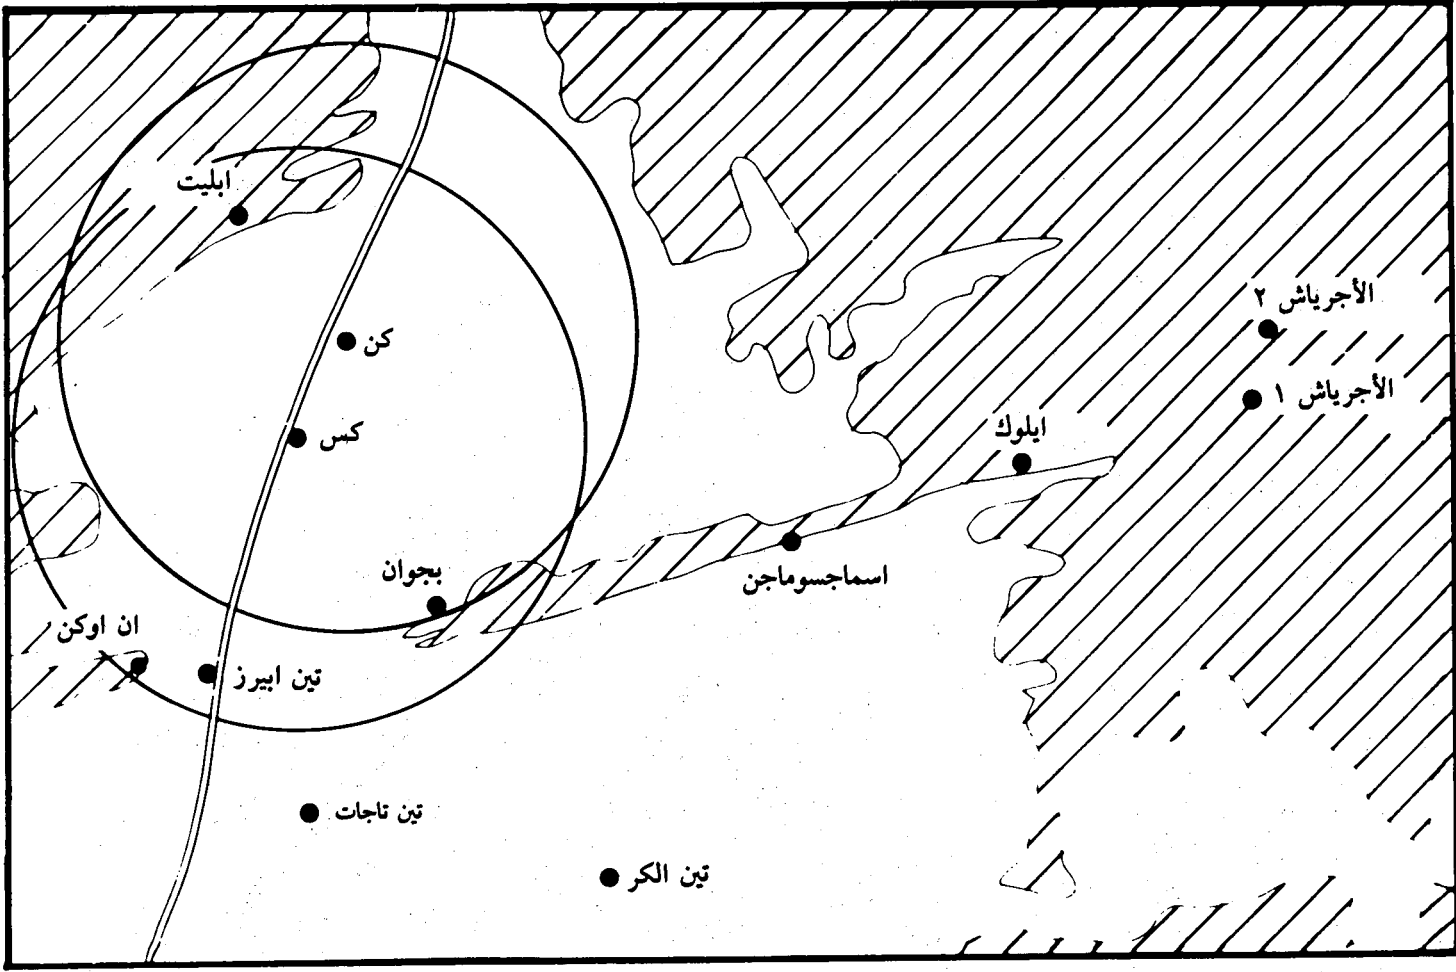 ابليت
الأجرياش ٢
كن
الأجرياش ١
كس
ايلوك
بجوان
اسماجسوماجن
ان اوكن
تين ابيرز
تين تاجات
تين الكر